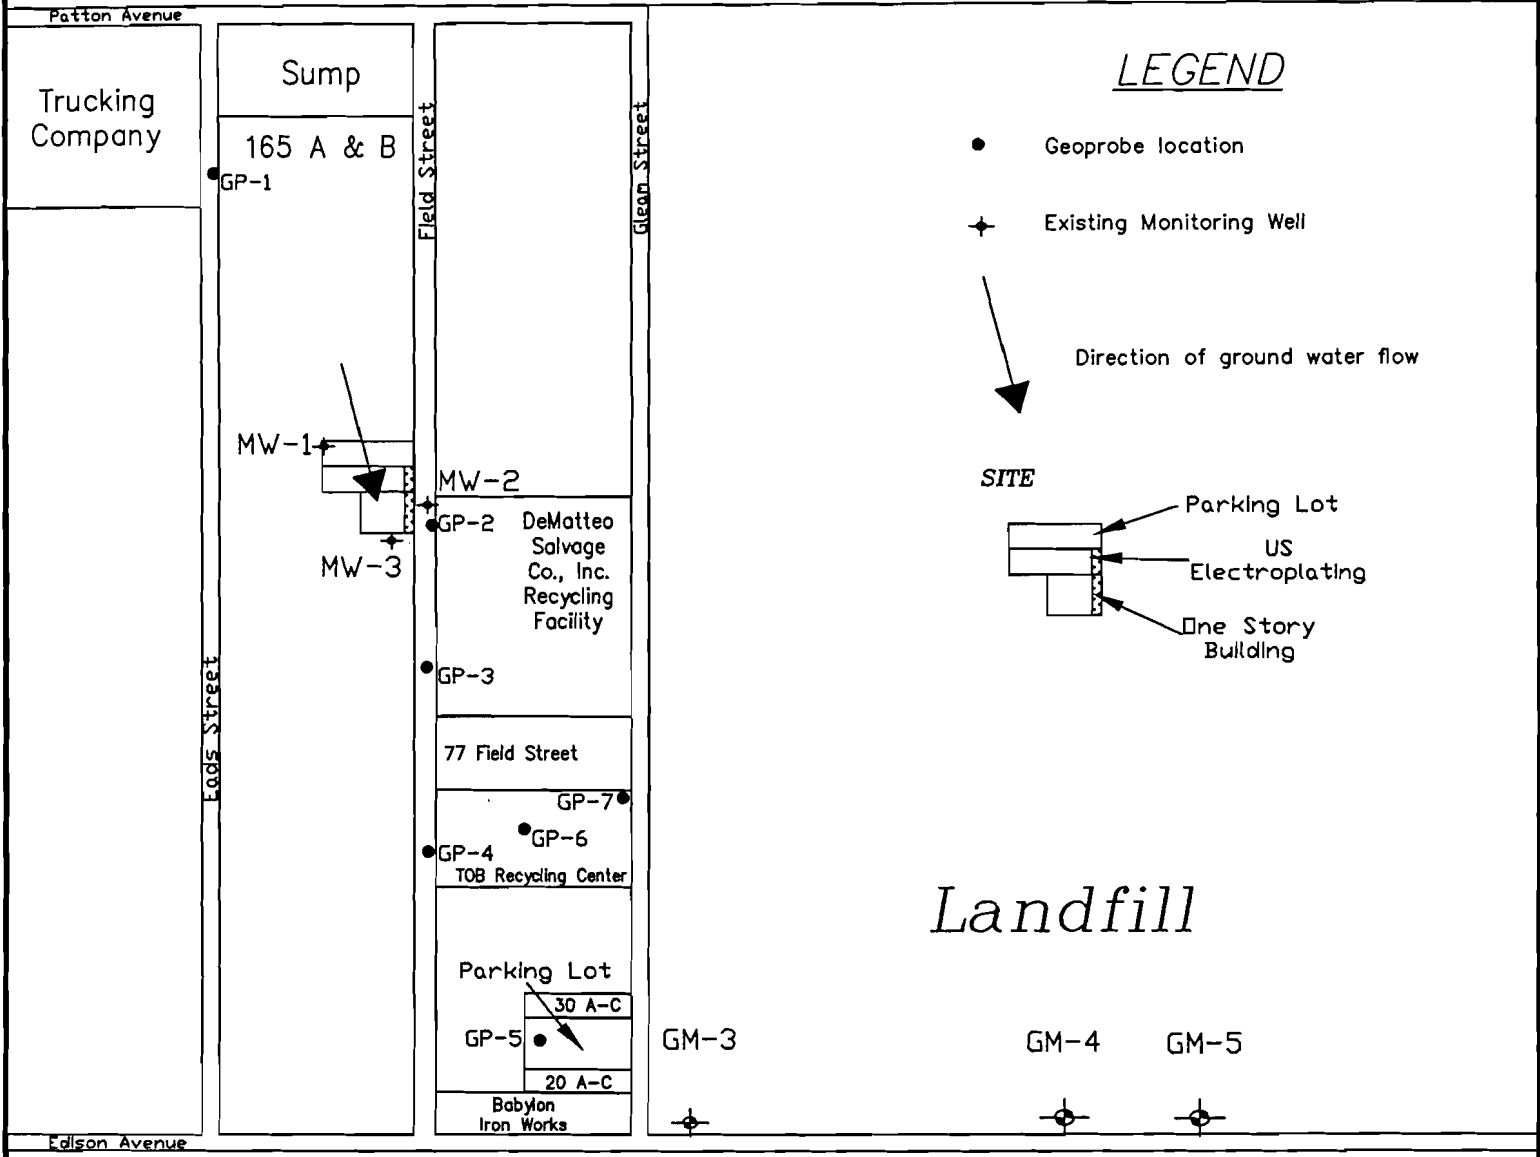 Patton Avenue
Trucking
Company
Sump
165 A & B
GP-1
Field Street
Gleam Street
LEGEND
Geoprobe location
Existing Monitoring Well
Direction of ground water flow
MW-1
MW-2
GP-2
MW-3
DeMatteo
Salvage
Co., Inc.
Recycling
Facility
SITE
Parking Lot
US
Electroplating
One Story
Building
GP-3
Eads Street
77 Field Street
GP-7
GP-6
GP-4
TOB Recycling Center
Landfill
Parking Lot
30 A-C
GP-5
20 A-C
Babylon
Iron Works
GM-3
GM-4
GM-5
Edison Avenue